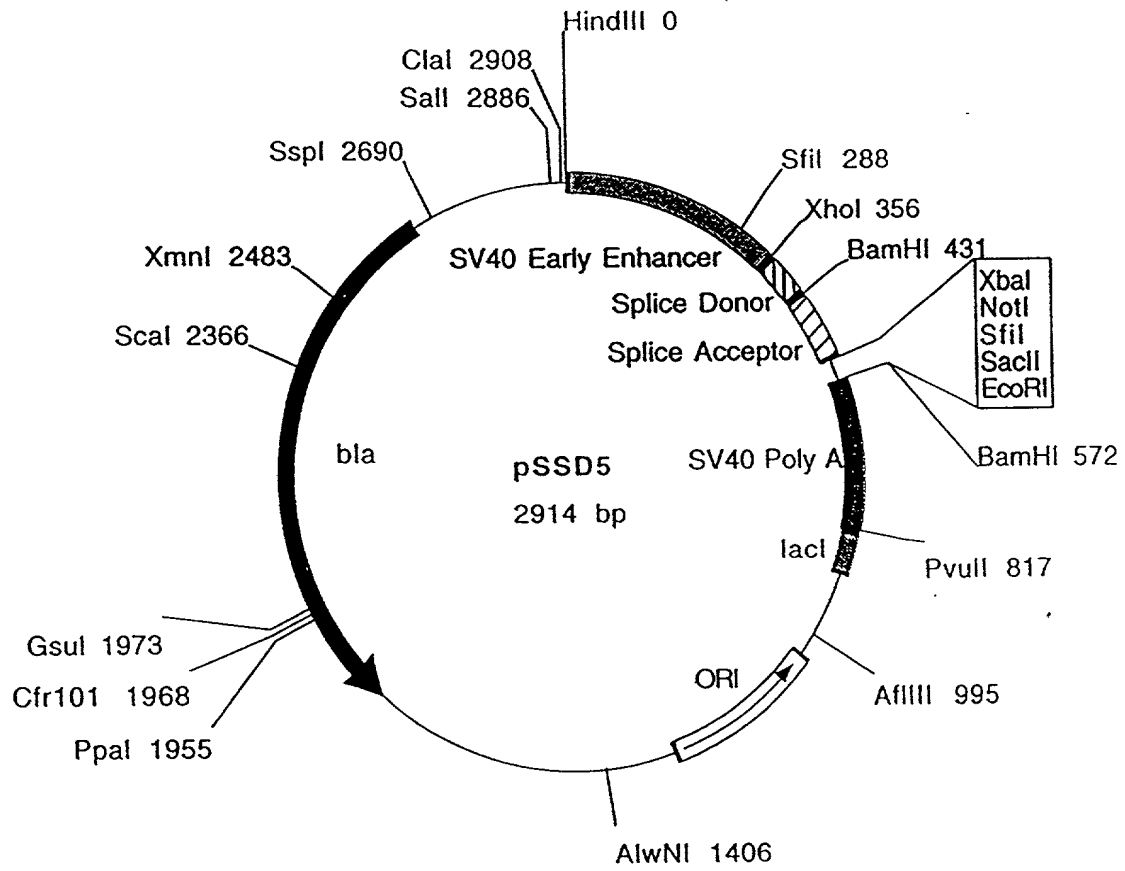 HindIII 0
ClaI 2908
SalI 2886
SspI 2690
SfiI 288
XhoI 356
BamHI 431
XmnI 2483
SV40 Early Enhancer
Splice Donor
Splice Acceptor
XbaI
NotI
SfiI
SacII
EcoRI
ScaI 2366
bla
pSSD5
2914 bp
SV40 Poly A
BamHI 572
lacI
PvuII 817
GsuI 1973
Cfr101 1968
PpaI 1955
ORI
AflIII 995
AlwNI 1406